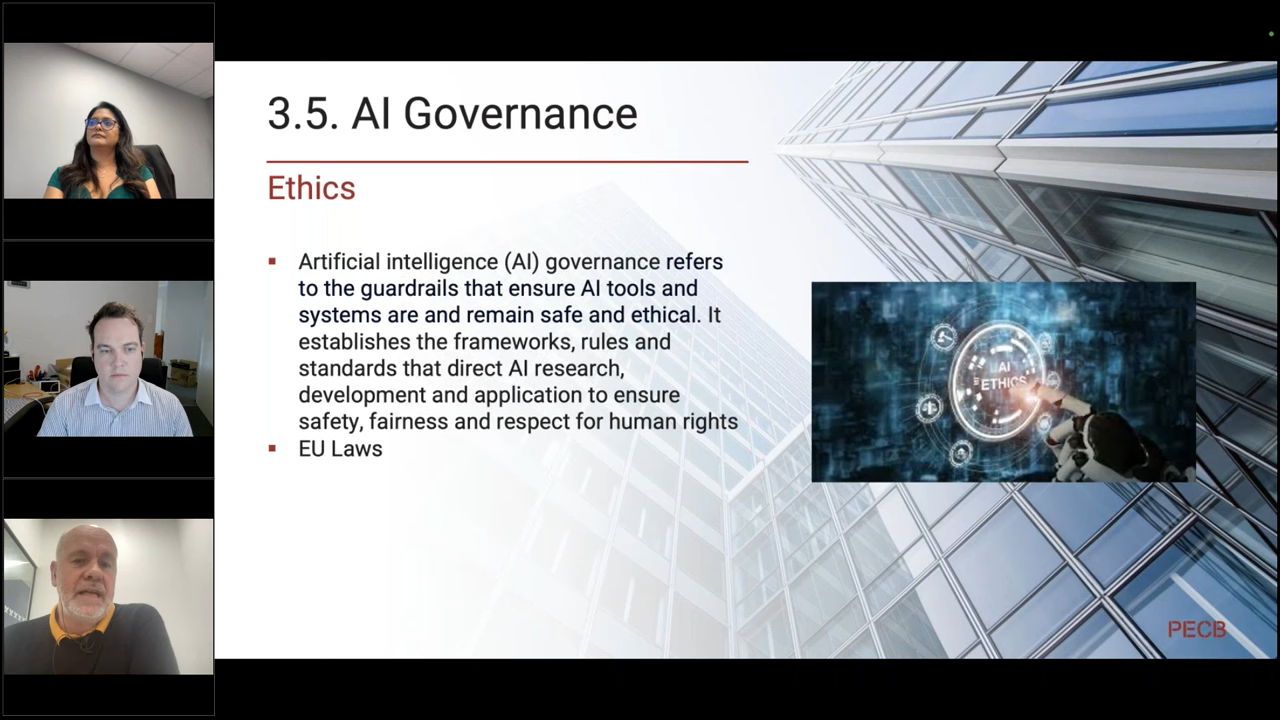 3.5. AI Governance
Ethics
Artificial intelligence (AI) governance refers
to the guardrails that ensure AI tools and
systems are and remain safe and ethical. It
establishes the frameworks, rules and
standards that direct AI research,
development and application to ensure
safety, fairness and respect for human rights
EU Laws
AI
ETHICS
PECB